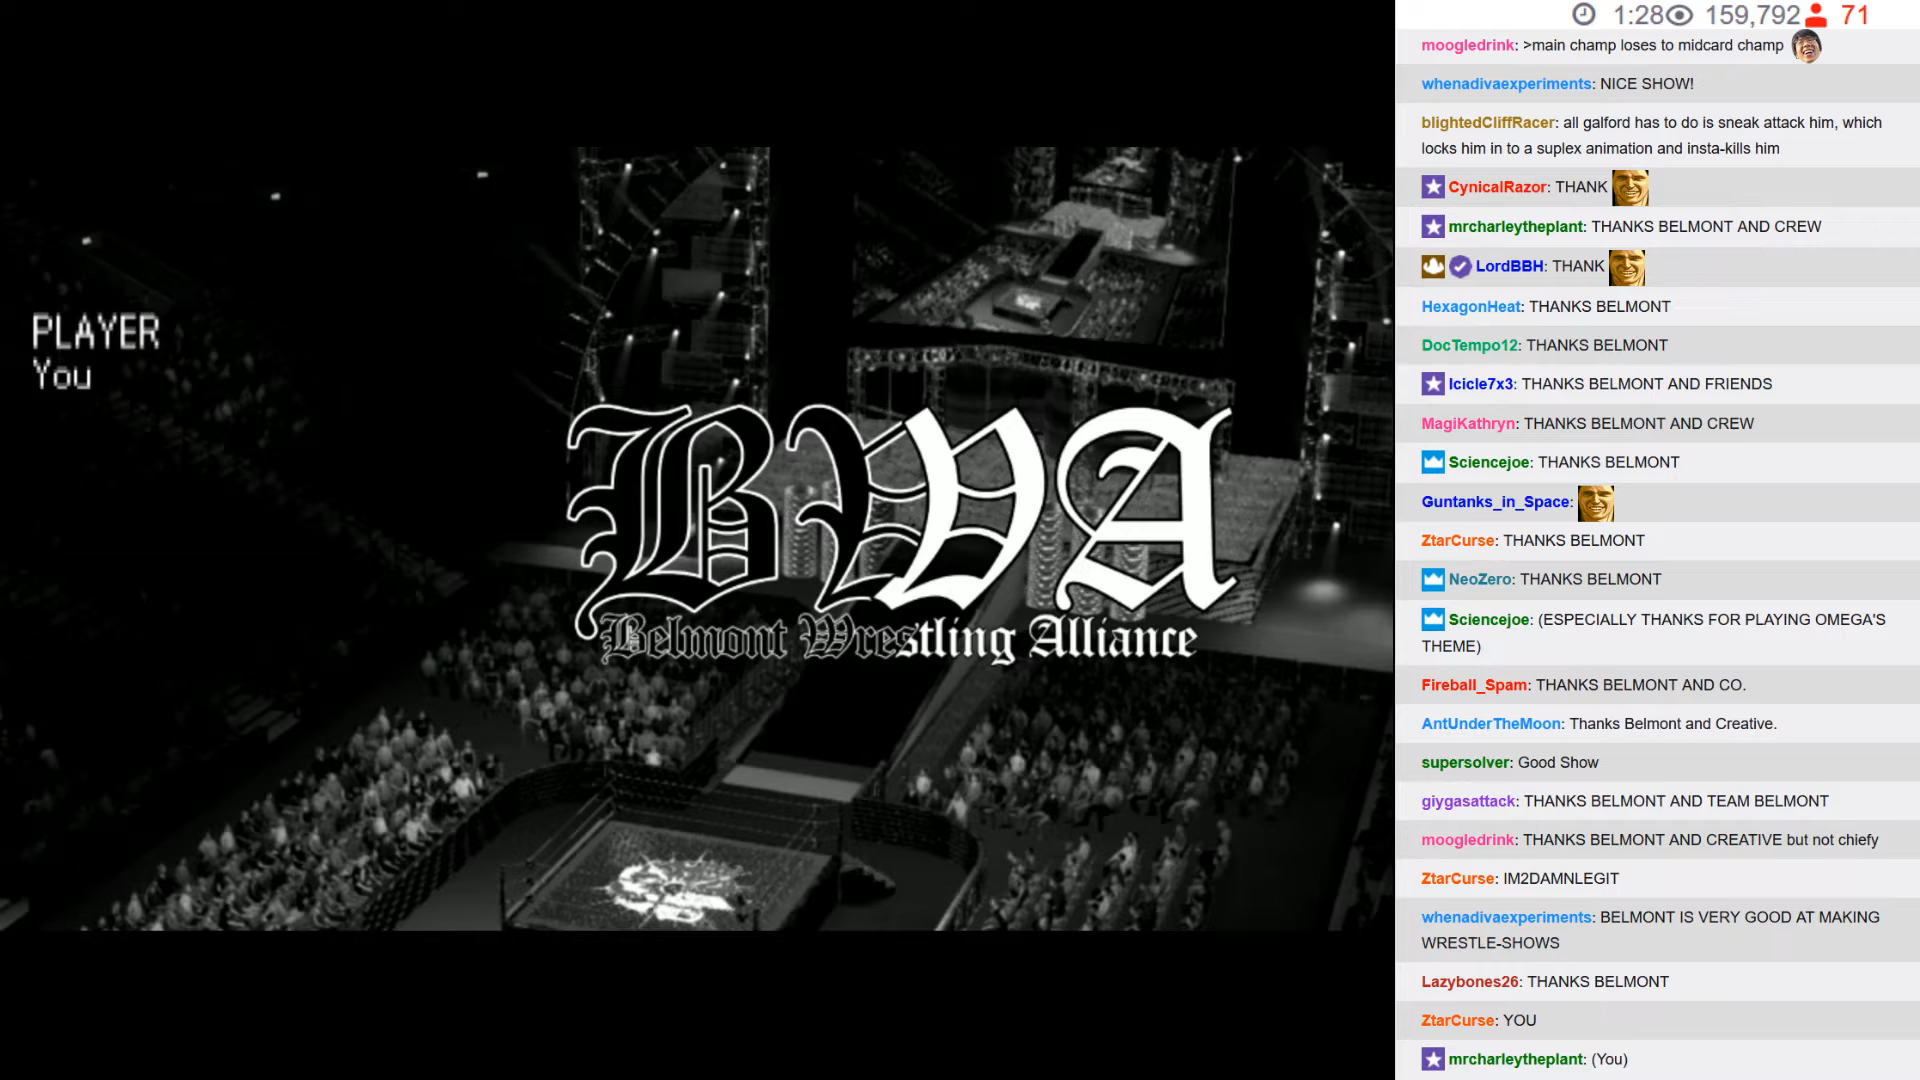 PLAYER
You
BWA
Belmont Wrestling Alliance
1:28 159,792 71
moogledrink: >main champ loses to midcard champ
whenadivaexperiments: NICE SHOW!
blightedCliffRacer: all galford has to do is sneak attack him, which
locks him in to a suplex animation and insta-kills him
CynicalRazor: THANK
mrcharleytheplant: THANKS BELMONT AND CREW
LordBBH: THANK
HexagonHeat: THANKS BELMONT
DocTempo12: THANKS BELMONT
Icicle7x3: THANKS BELMONT AND FRIENDS
MagiKathryn: THANKS BELMONT AND CREW
Sciencejoe: THANKS BELMONT
Guntanks_in_Space:
ZtarCurse: THANKS BELMONT
NeoZero: THANKS BELMONT
Sciencejoe: (ESPECIALLY THANKS FOR PLAYING OMEGA'S
THEME)
Fireball_Spam: THANKS BELMONT AND CO.
AntUnderTheMoon: Thanks Belmont and Creative.
supersolver: Good Show
giygasattack: THANKS BELMONT AND TEAM BELMONT
moogledrink: THANKS BELMONT AND CREATIVE but not chiefy
ZtarCurse: IM2DAMNLEGIT
whenadivaexperiments: BELMONT IS VERY GOOD AT MAKING
WRESTLE-SHOWS
Lazybones26: THANKS BELMONT
ZtarCurse: YOU
mrcharleytheplant: (You)